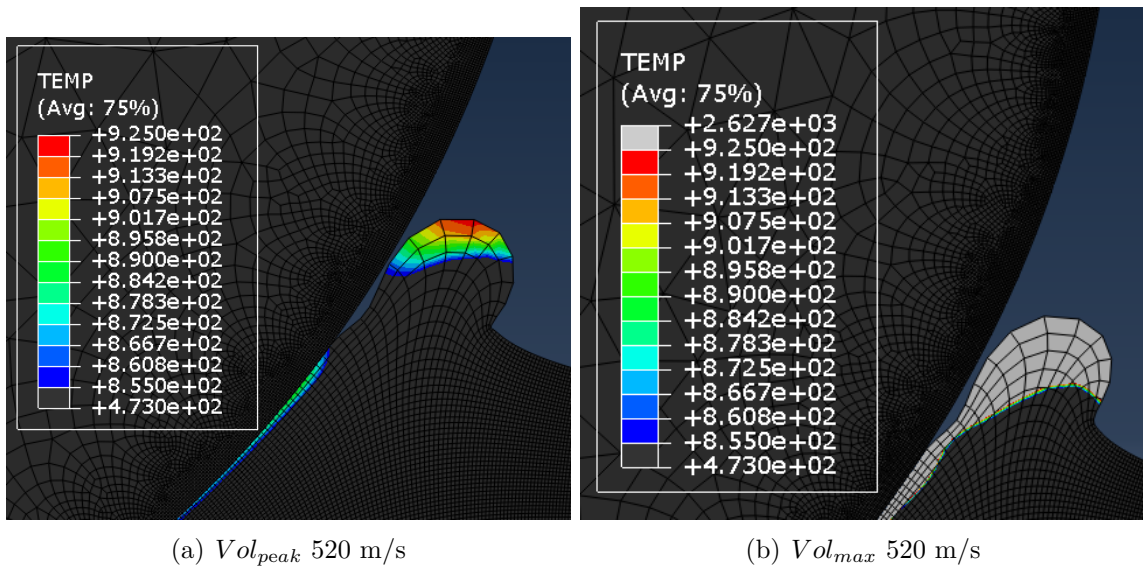 TEMP
(Avg: 75%)
+9.250e+02
+9.192e+02
+9.133e+02
+9.075e+02
+9.017e+02
+8.958e+02
+8.900e+02
+8.842e+02
+8.783e+02
+8.725e+02
+8.667e+02
+8.608e+02
+8.550e+02
+4.730e+02
(a) Vol_peak 520 m/s
TEMP
(Avg: 75%)
+2.627e+03
+9.250e+02
+9.192e+02
+9.133e+02
+9.075e+02
+9.017e+02
+8.958e+02
+8.900e+02
+8.842e+02
+8.783e+02
+8.725e+02
+8.667e+02
+8.608e+02
+8.550e+02
+4.730e+02
(b) Vol_max 520 m/s